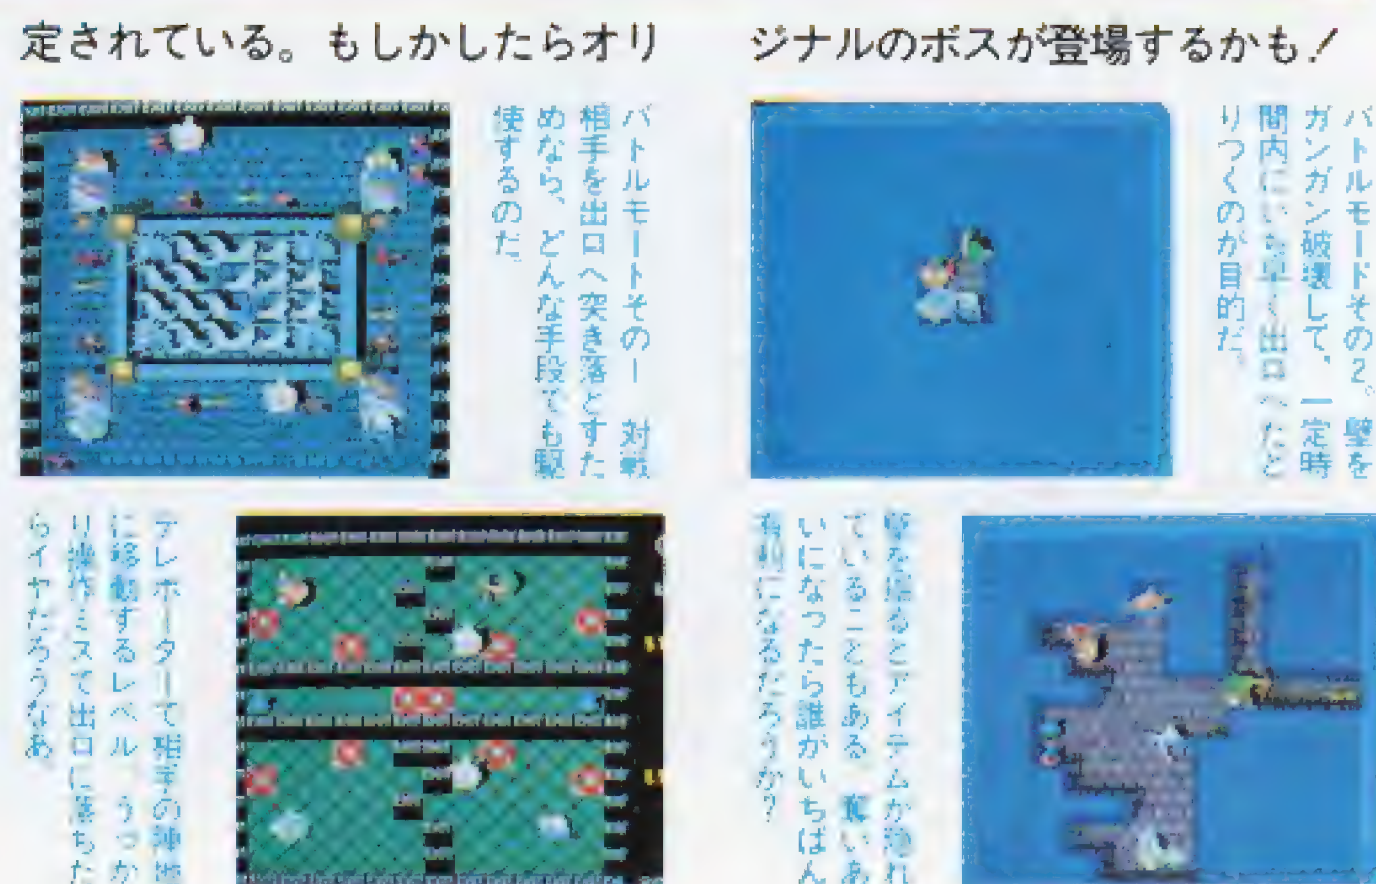 定されている。もしかしたらオリ
ジナルのボスが登場するかも！
バトルモードその1 対戦
相手を出口へ突き落とすた
めなら、どんな手段でも駆
使するのだ
バトルモードその2。壁を
ガンガン破壊して、一定時
間内にいち早く出口へたど
りつくのが目的だ。
テレポーターで相手の陣地
に移動するレベル うっか
り操作ミスで出口に落ちた
らイヤだろうなあ
壁を掘るとアイテムが隠れ
ていることもある 奪いあ
いになったら誰がいちばん
有利になるだろうか？